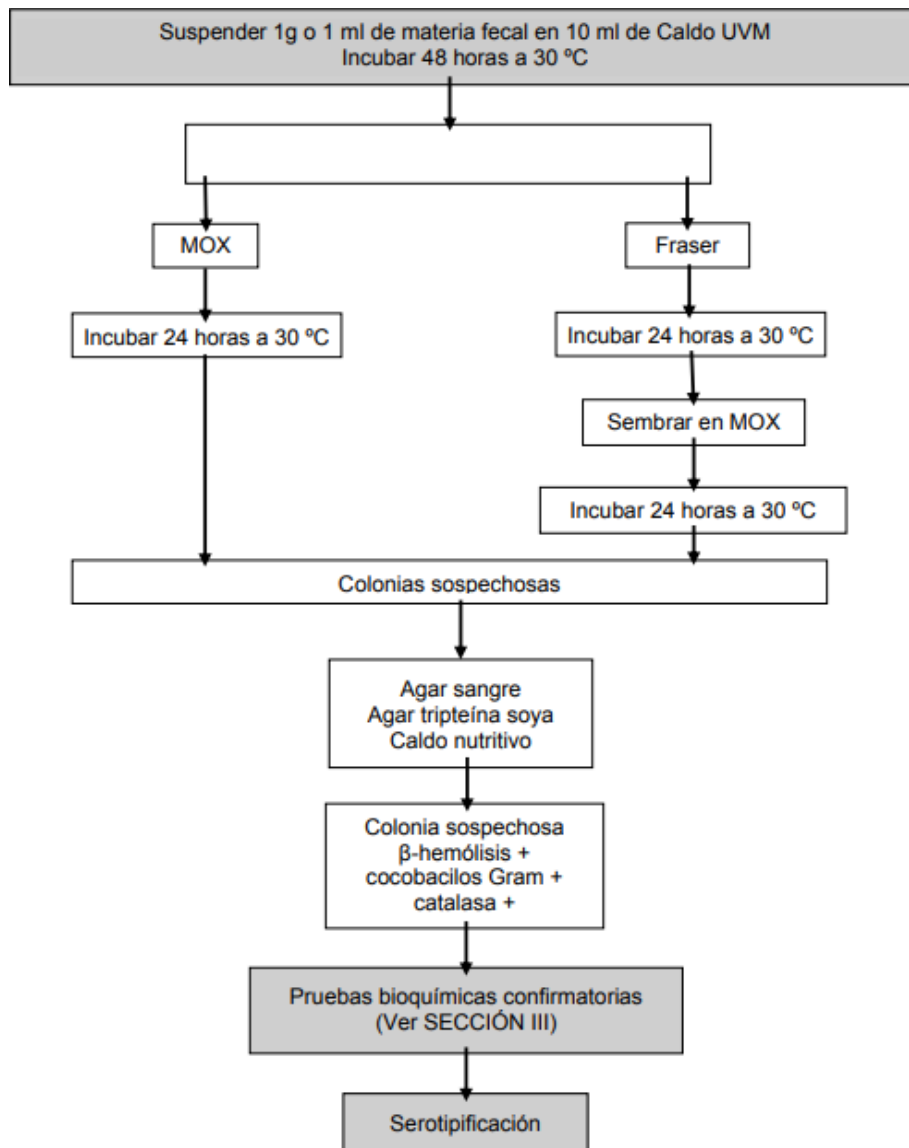 Suspender 1g o 1 ml de materia fecal en 10 ml de Caldo UVM
Incubar 48 horas a 30 ºC
MOX
Fraser
Incubar 24 horas a 30 ºC
Incubar 24 horas a 30 ºC
Sembrar en MOX
Incubar 24 horas a 30 ºC
Colonias sospechosas
Agar sangre
Agar tripteína soya
Caldo nutritivo
Colonia sospechosa
β-hemólisis +
cocobacilos Gram +
catalasa +
Pruebas bioquímicas confirmatorias
(Ver SECCIÓN III)
Serotipificación